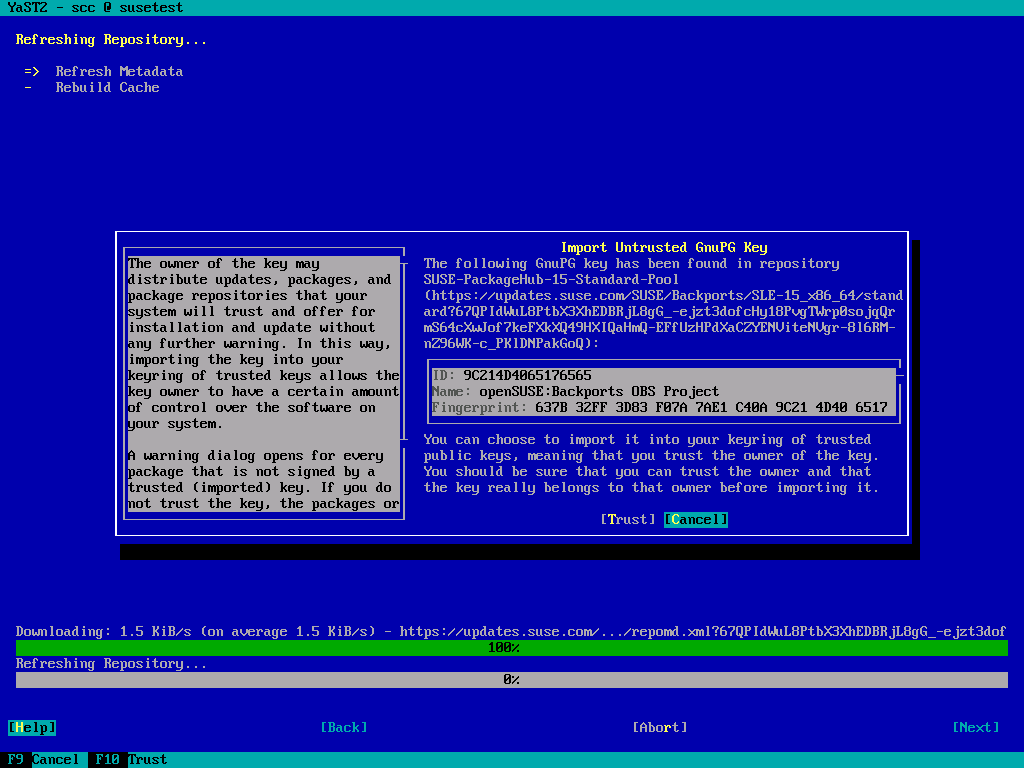 YaST2 - scc @ susetest
Refreshing Repository...
=> Refresh Metadata
- Rebuild Cache
The owner of the key may
distribute updates, packages, and
package repositories that your
system will trust and offer for
installation and update without
any further warning. In this way,
importing the key into your
keyring of trusted keys allows the
key owner to have a certain amount
of control over the software on
your system.
A warning dialog opens for every
package that is not signed by a
trusted (imported) key. If you do
not trust the key, the packages or
Import Untrusted GnuPG Key
The following GnuPG key has been found in repository
SUSE-PackageHub-15-Standard-Pool
(https://updates.suse.com/SUSE/Backports/SLE-15_x86_64/stand
ard?67QPIdWuL8PtbX3XhEDBRjL8gG_-ejzt3dofcHy18PvgTWrp0sojqQr
mS64cXwJof7keFXkXQ49HXIQaHmQ-EFfUzHPdXaCZYENViteNVgr-8l6RM-
nZ96WK-c_PKlDNPakGoQ):
ID: 9C214D4065176565
Name: openSUSE:Backports OBS Project
Fingerprint: 637B 32FF 3D83 F07A 7AE1 C40A 9C21 4D40 6517
You can choose to import it into your keyring of trusted
public keys, meaning that you trust the owner of the key.
You should be sure that you can trust the owner and that
the key really belongs to that owner before importing it.
[Trust] [Cancel]
Downloading: 1.5 KiB/s (on average 1.5 KiB/s) - https://updates.suse.com/.../repomd.xml?67QPIdWuL8PtbX3XhEDBRjL8gG_-ejzt3dof
100%
Refreshing Repository...
0%
[Help] [Back] [Abort] [Next]
F9 Cancel F10 Trust